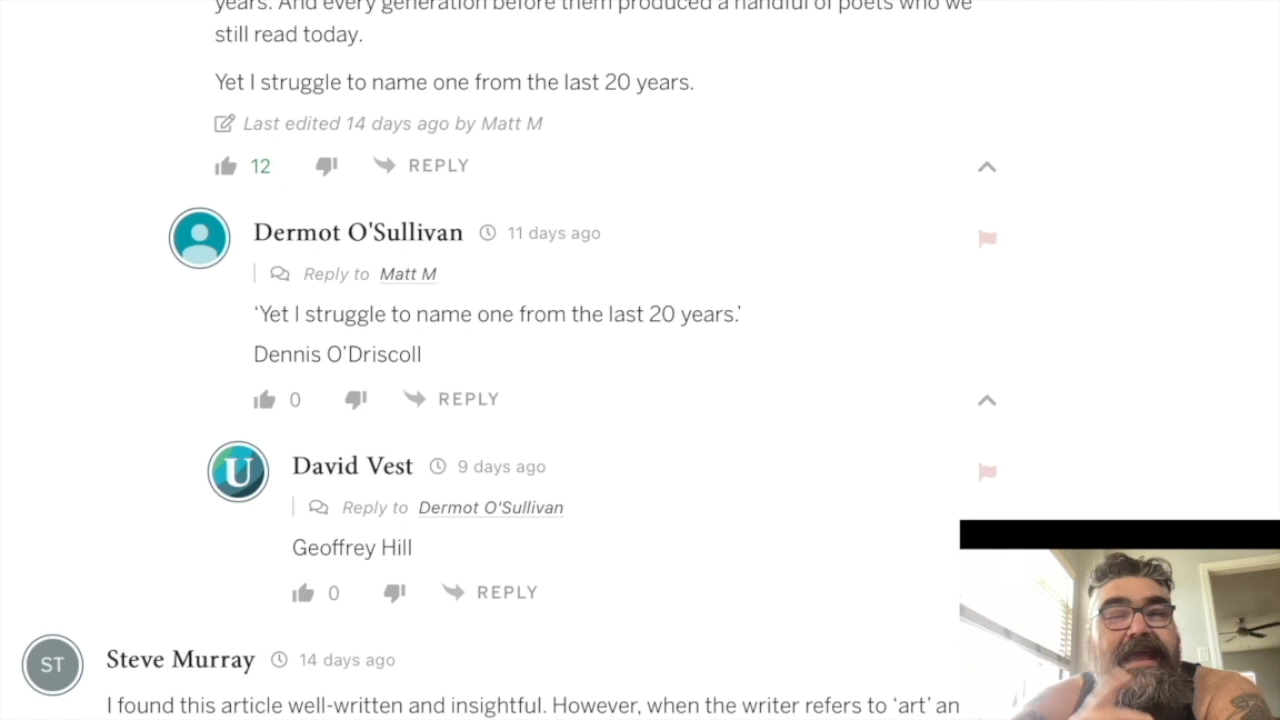 years. And every generation before them produced a handful of poets who we
still read today.
Yet I struggle to name one from the last 20 years.
Last edited 14 days ago by Matt M
12 REPLY
Dermot O'Sullivan 11 days ago
Reply to Matt M
‘Yet I struggle to name one from the last 20 years.’
Dennis O’Driscoll
0 REPLY
U
David Vest 9 days ago
Reply to Dermot O'Sullivan
Geoffrey Hill
0 REPLY
ST
Steve Murray 14 days ago
I found this article well-written and insightful. However, when the writer refers to ‘art’ an